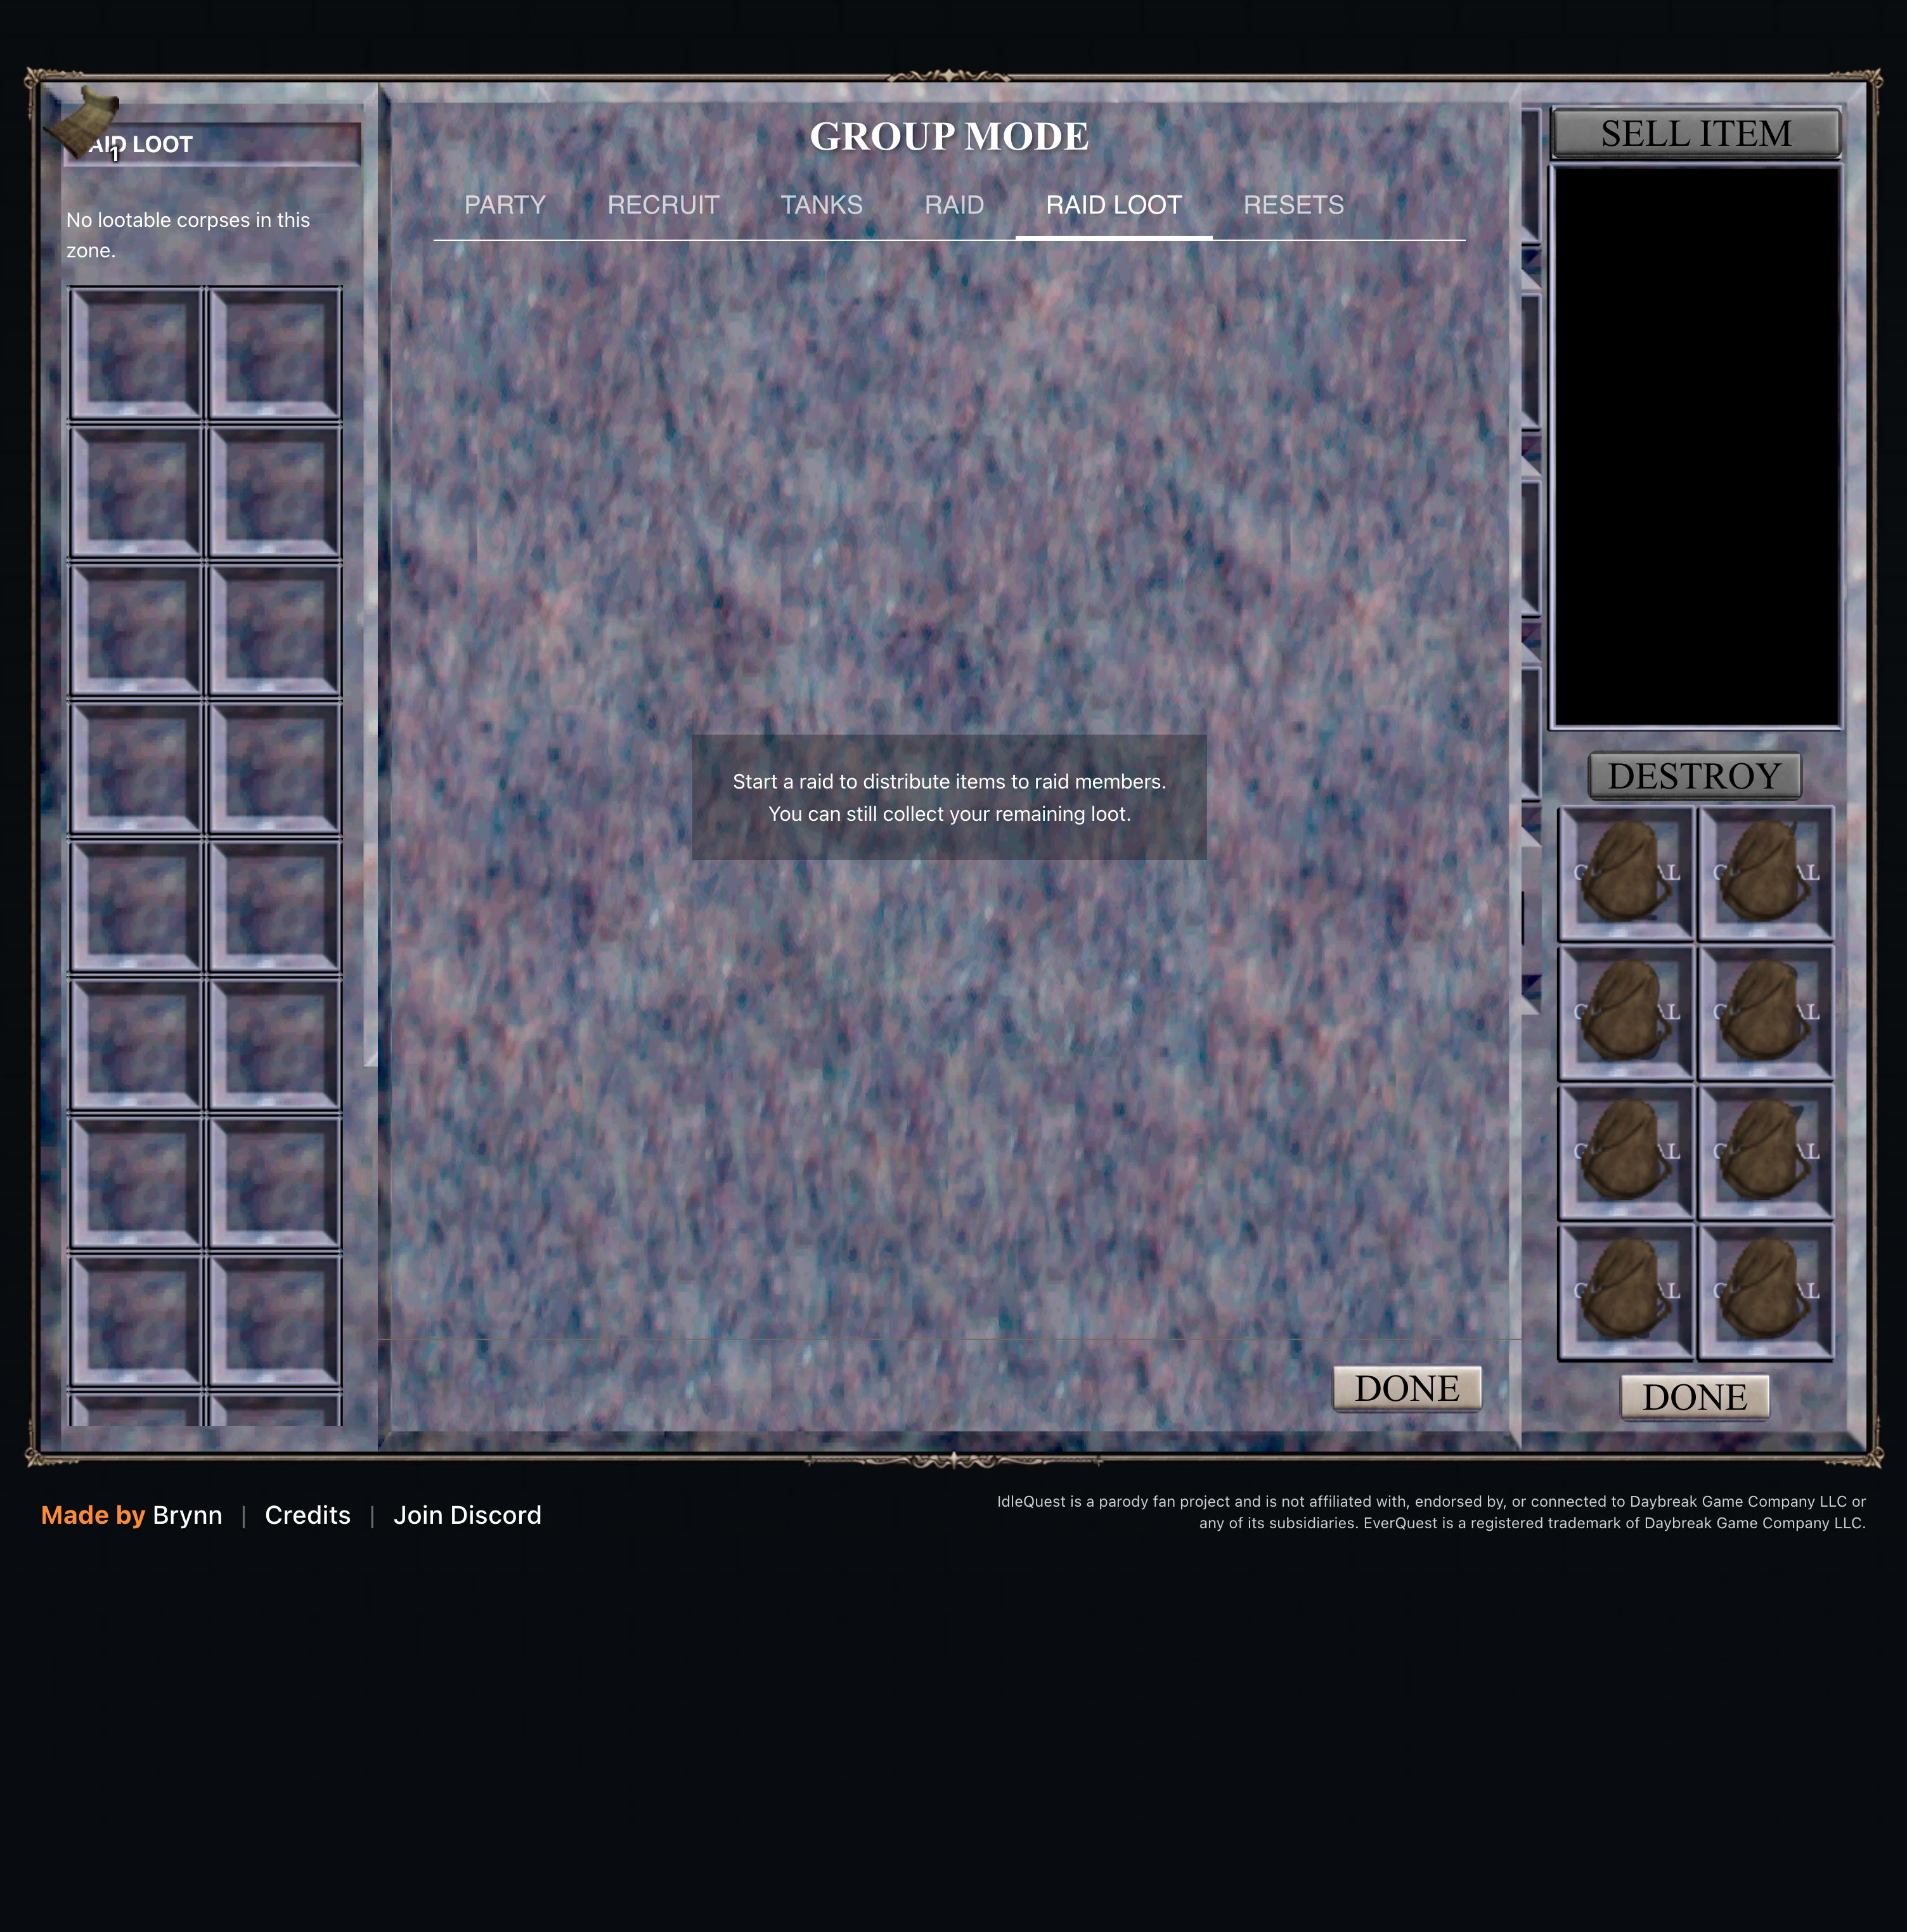 AID LOOT
1
No lootable corpses in this
zone.
GROUP MODE
PARTY RECRUIT TANKS RAID RAID LOOT RESETS
Start a raid to distribute items to raid members.
You can still collect your remaining loot.
DONE
SELL ITEM
DESTROY
DONE
Made by Brynn | Credits | Join Discord
IdleQuest is a parody fan project and is not affiliated with, endorsed by, or connected to Daybreak Game Company LLC or
any of its subsidiaries. EverQuest is a registered trademark of Daybreak Game Company LLC.